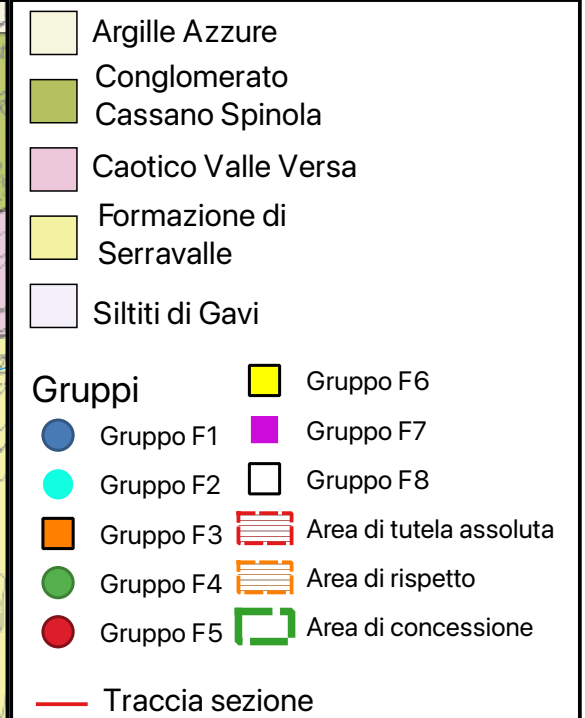 Argille Azzure
Conglomerato
Cassano Spinola
Caotico Valle Versa
Formazione di
Serravalle
Siltiti di Gavi
Gruppi
Gruppo F1
Gruppo F2
Gruppo F3
Gruppo F4
Gruppo F5
Gruppo F6
Gruppo F7
Gruppo F8
Area di tutela assoluta
Area di rispetto
Area di concessione
Traccia sezione